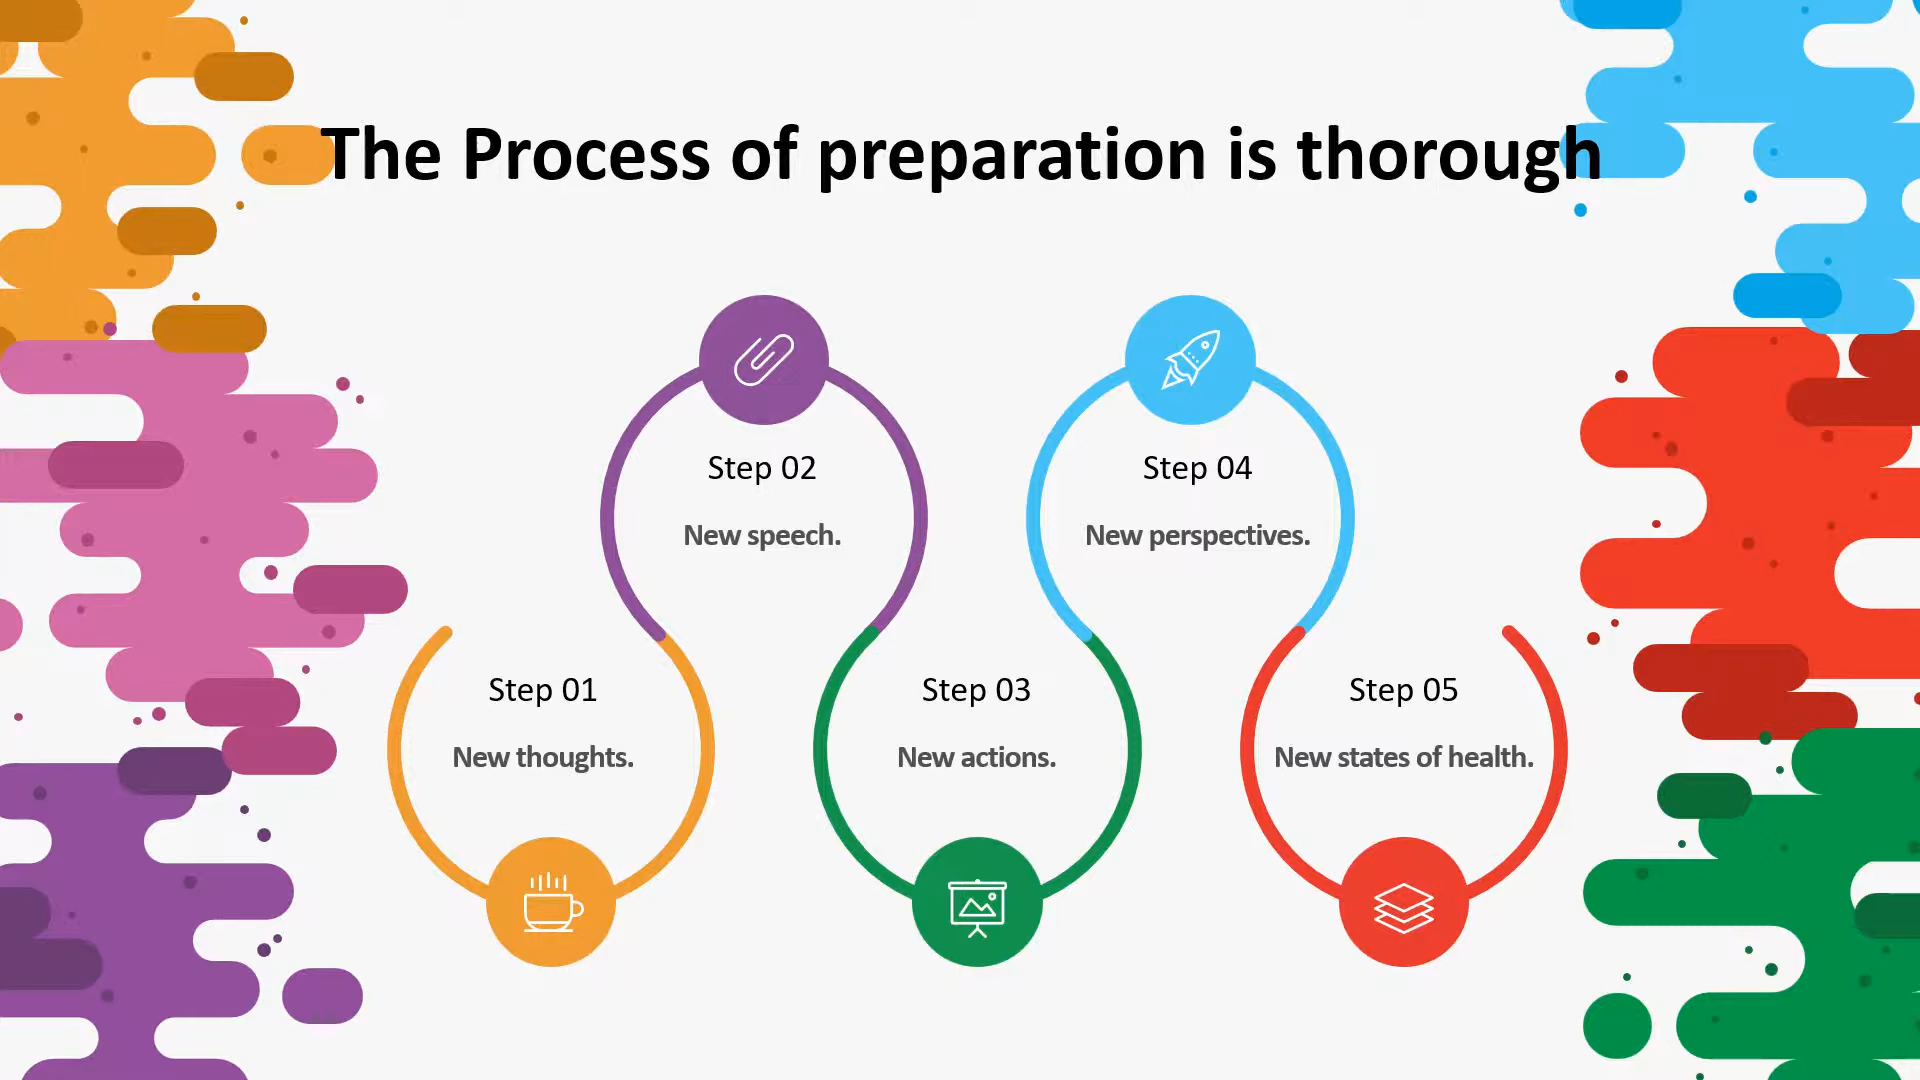 The Process of preparation is thorough
Step 01
New thoughts.
Step 02
New speech.
Step 03
New actions.
Step 04
New perspectives.
Step 05
New states of health.